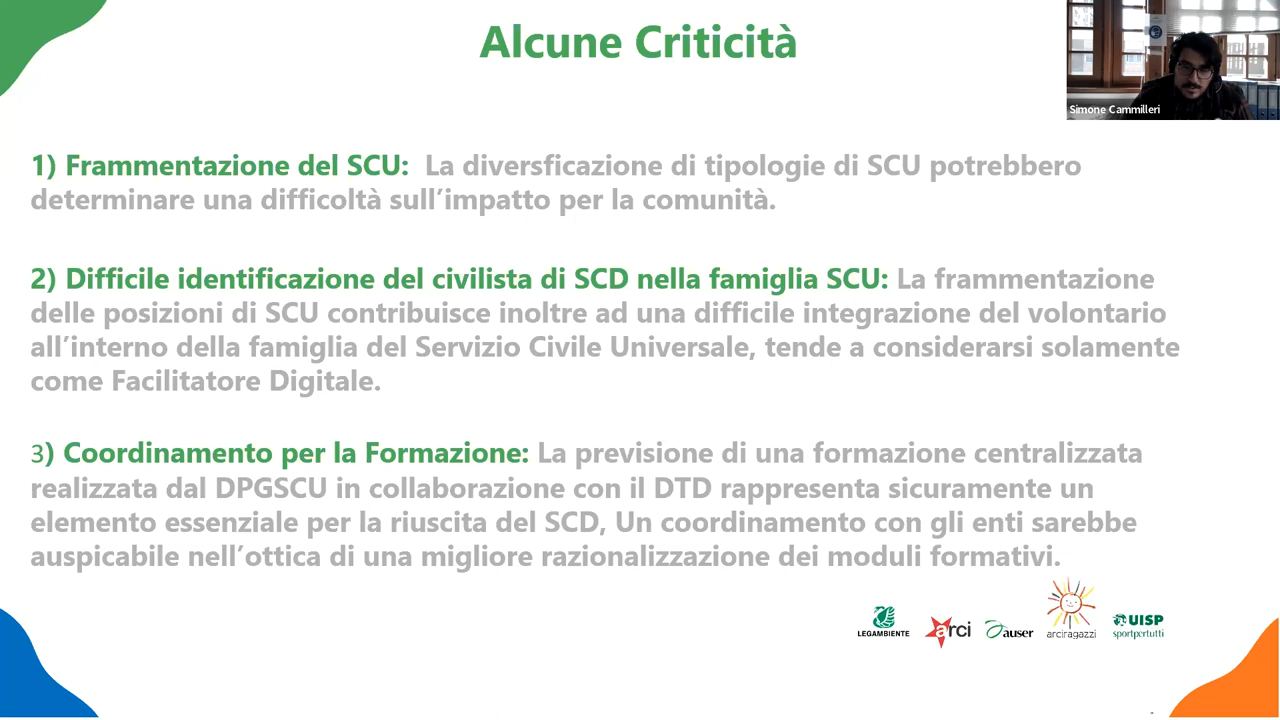 Alcune Criticità
Simone Cammilleri
1) Frammentazione del SCU: La diversficazione di tipologie di SCU potrebbero
determinare una difficoltà sull’impatto per la comunità.
2) Difficile identificazione del civilista di SCD nella famiglia SCU: La frammentazione
delle posizioni di SCU contribuisce inoltre ad una difficile integrazione del volontario
all’interno della famiglia del Servizio Civile Universale, tende a considerarsi solamente
come Facilitatore Digitale.
3) Coordinamento per la Formazione: La previsione di una formazione centralizzata
realizzata dal DPGSCU in collaborazione con il DTD rappresenta sicuramente un
elemento essenziale per la riuscita del SCD, Un coordinamento con gli enti sarebbe
auspicabile nell’ottica di una migliore razionalizzazione dei moduli formativi.
LEGAMBIENTE
arci
auser
arciragazzi
UISP
sportpertutti